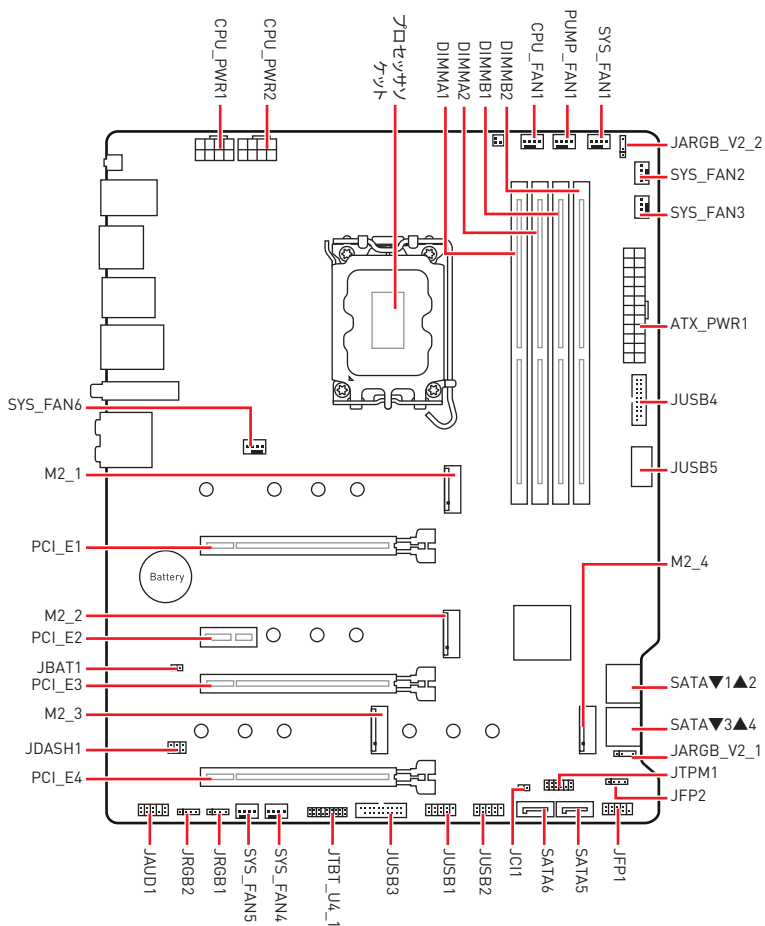 CPU_PWR1
CPU_PWR2
プロセッサソ
ケット
DIMMA1
DIMMA2
DIMMB1
DIMMB2
CPU_FAN1
PUMP_FAN1
SYS_FAN1
JARGB_V2_2
SYS_FAN2
SYS_FAN3
ATX_PWR1
JUSB4
JUSB5
SYS_FAN6
M2_1
PCI_E1
Battery
M2_4
M2_2
PCI_E2
JBAT1
PCI_E3
M2_3
JDASH1
PCI_E4
SATA▼1▲2
SATA▼3▲4
JARGB_V2_1
JTPM1
JFP2
JAUD1
JRGB2
JRGB1
SYS_FAN5
SYS_FAN4
JTBT_U4_1
JUSB3
JUSB1
JUSB2
JCI1
SATA6
SATA5
JFP1